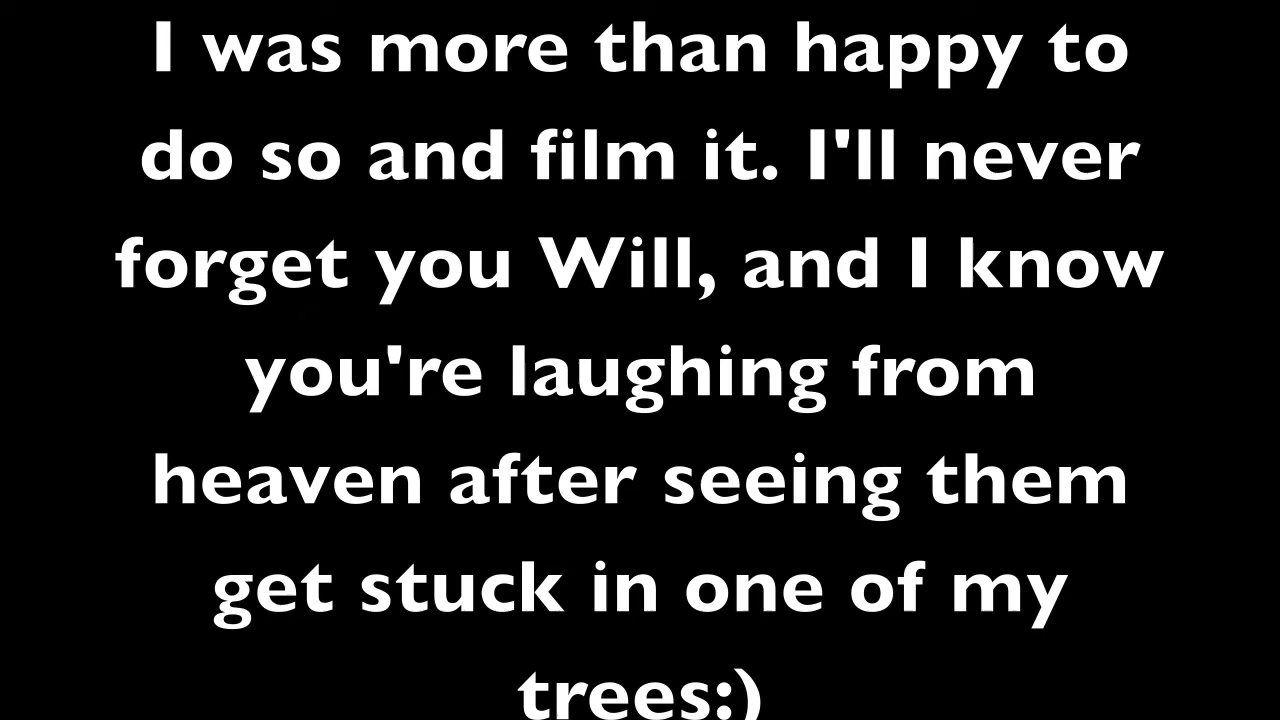 I was more than happy to
do so and film it. I'll never
forget you Will, and I know
you're laughing from
heaven after seeing them
get stuck in one of my
trees:)